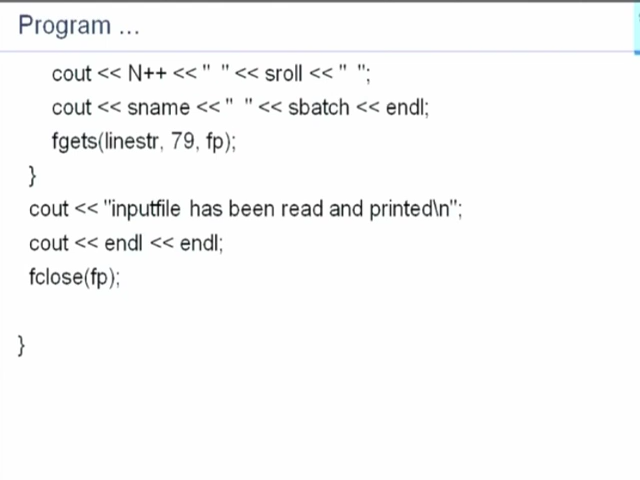 Program ...
cout << N++ << "  " << sroll << "  ";
cout << sname << "  " << sbatch << endl;
fgets(linestr, 79, fp);
}
cout << "inputfile has been read and printed\n";
cout << endl << endl;
fclose(fp);
}